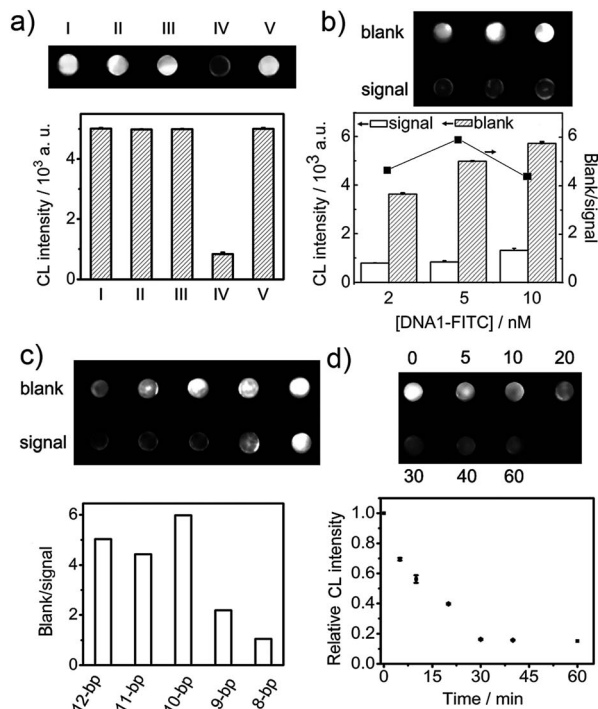 a)
I II III IV V
CL intensity / 10³ a. u.
4
2
0
I II III IV V
b)
blank
signal
signal blank
CL intensity / 10³ a.u.
6
4
2
0
6
4
2
0
Blank/signal
2 5 10
[DNA1-FITC] / nM
c)
blank
signal
Blank/signal
6
4
2
0
12-bp 11-bp 10-bp 9-bp 8-bp
d)
0 5 10 20
30 40 60
Relative CL intensity
1.0
0.8
0.6
0.4
0.2
0.0
0 15 30 45 60
Time / min